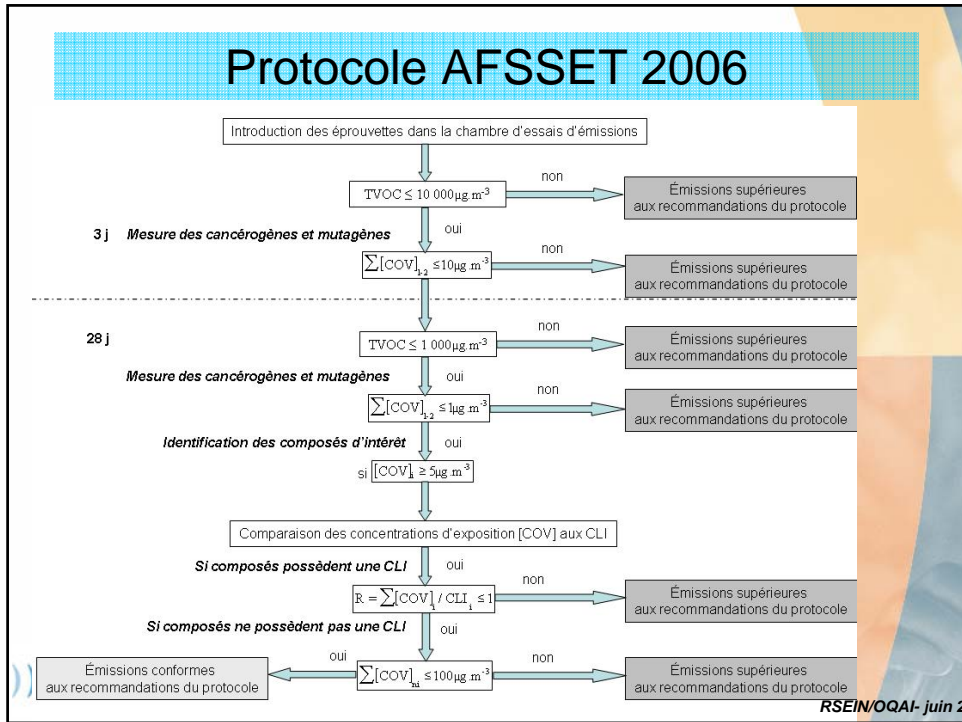 Protocole AFSSET 2006
Introduction des éprouvettes dans la chambre d'essais d'émissions
TVOC ≤ 10 000µg.m-3
non
Émissions supérieures
aux recommandations du protocole
3 j Mesure des cancérogènes et mutagènes
oui
∑[COV]1-2 ≤10µg.m-3
non
Émissions supérieures
aux recommandations du protocole
28 j
TVOC ≤ 1 000µg.m-3
non
Émissions supérieures
aux recommandations du protocole
Mesure des cancérogènes et mutagènes
oui
∑[COV]1-2 ≤1µg.m-3
non
Émissions supérieures
aux recommandations du protocole
Identification des composés d'intérêt
oui
si [COV]i ≥ 5µg.m-3
Comparaison des concentrations d'exposition [COV] aux CLI
Si composés possèdent une CLI
oui
R = ∑[COV]i / CLI i ≤ 1
non
Émissions supérieures
aux recommandations du protocole
Si composés ne possèdent pas une CLI
oui
∑[COV]ni ≤100µg.m-3
oui
Émissions conformes
aux recommandations du protocole
non
Émissions supérieures
aux recommandations du protocole
RSEIN/OQAI- juin 2